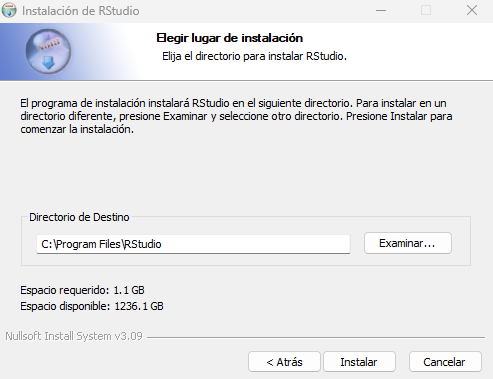 Instalación de RStudio
Elegir lugar de instalación
Elija el directorio para instalar RStudio.
El programa de instalación instalará RStudio en el siguiente directorio. Para instalar en un
directorio diferente, presione Examinar y seleccione otro directorio. Presione Instalar para
comenzar la instalación.
Directorio de Destino
C:\Program Files\RStudio
Examinar...
Espacio requerido: 1.1 GB
Espacio disponible: 1236.1 GB
Nullsoft Install System v3.09
< Atrás
Instalar
Cancelar